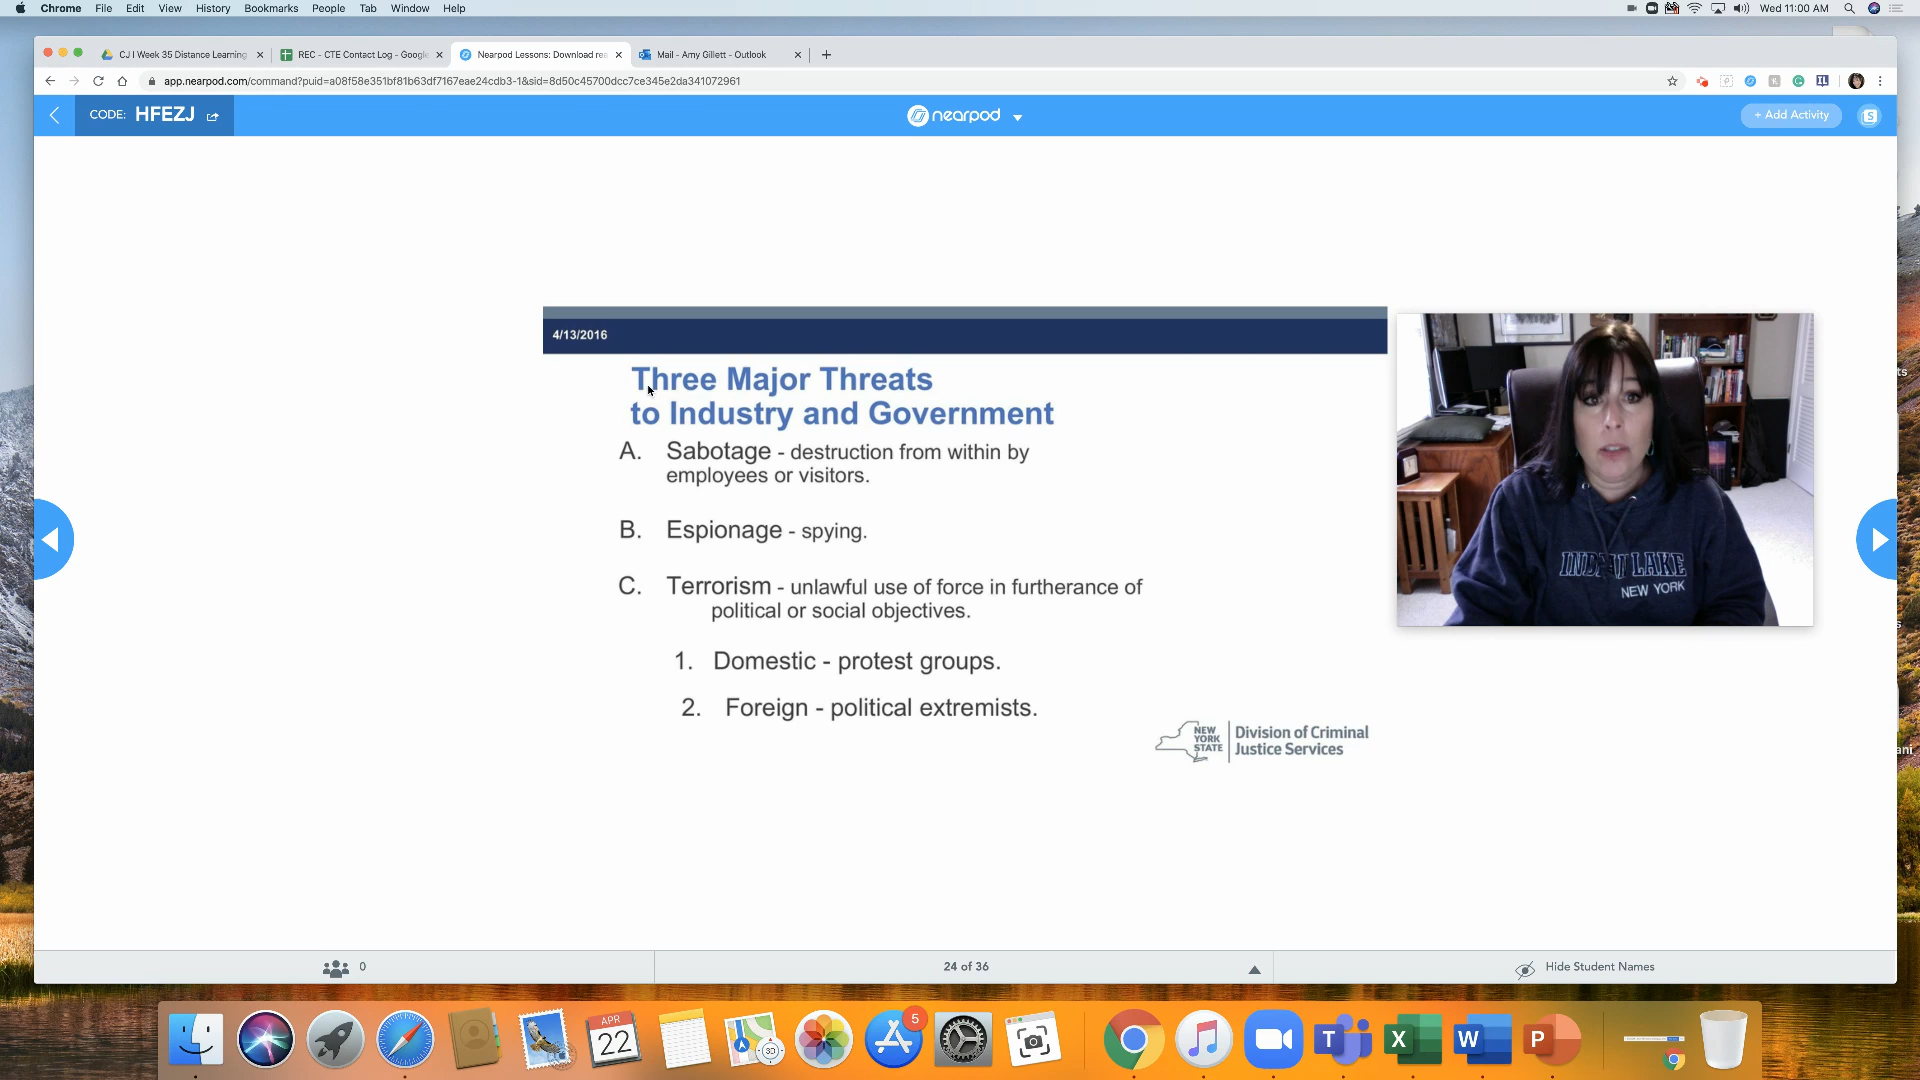 Chrome File Edit View History Bookmarks People Tab Window Help
Wed 11:00 AM
CJ I Week 35 Distance Learning
REC - CTE Contact Log - Google
Nearpod Lessons: Download rea
Mail - Amy Gillett - Outlook
app.nearpod.com/command?puid=a08f58e351bf81b63df7167eae24cdb3-1&sid=8d50c45700dcc7ce345e2da341072961
CODE: HFEZJ
nearpod
+ Add Activity
S
4/13/2016
Three Major Threats
to Industry and Government
A. Sabotage - destruction from within by
employees or visitors.
B. Espionage - spying.
C. Terrorism - unlawful use of force in furtherance of
political or social objectives.
1. Domestic - protest groups.
2. Foreign - political extremists.
NEW
YORK
STATE
Division of Criminal
Justice Services
LAKE
NEW YORK
0
24 of 36
Hide Student Names
APR
22
5
3D
T
X
W
P